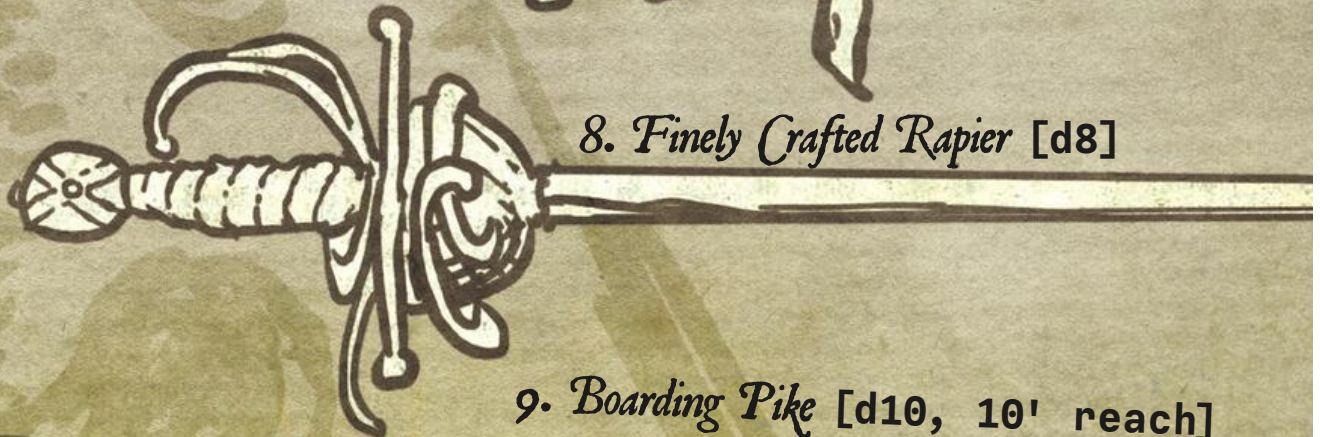 8. Finely Crafted Rapier [d8]
9. Boarding Pike [d10, 10' reach]